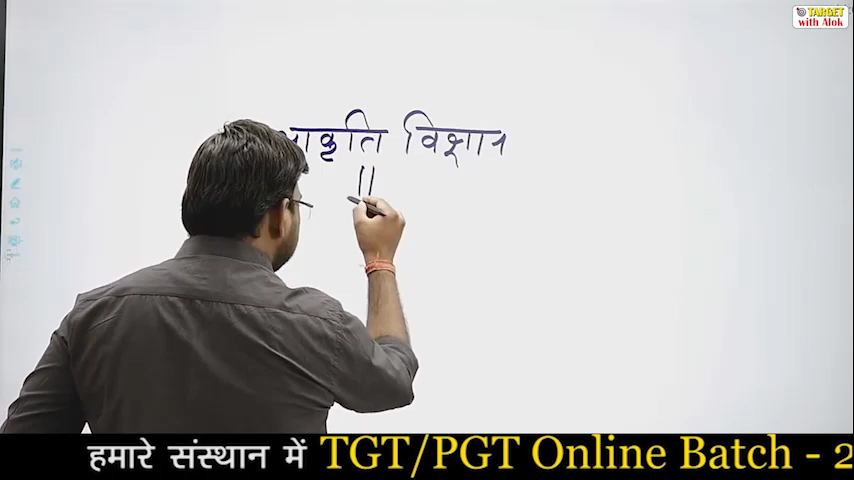 TARGET
with Alok
कृति विज्ञान
हमारे संस्थान में TGT/PGT Online Batch - 2